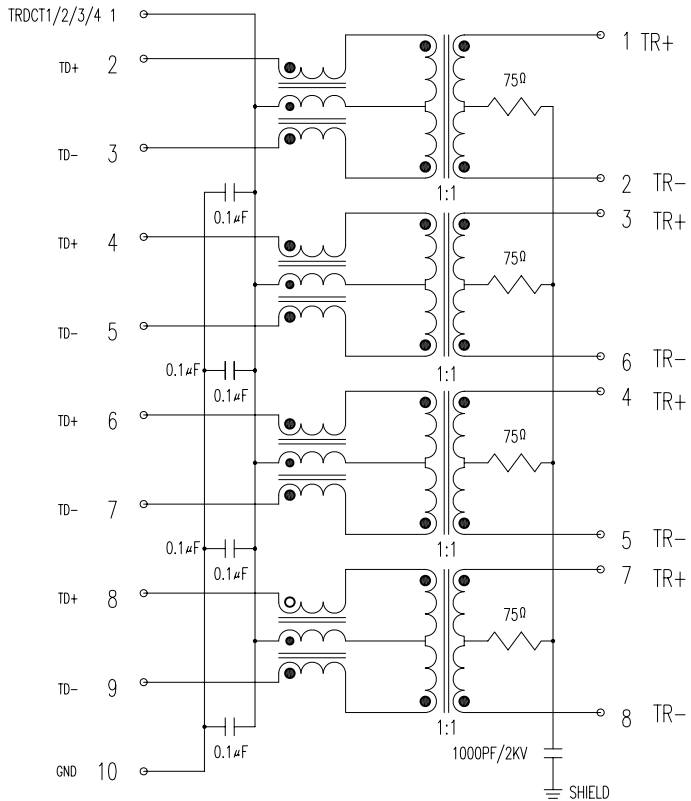 TRDCT1/2/3/4 1
1 TR+
TD+ 2
75Ω
TD- 3
2 TR-
1:1
0.1μF
3 TR+
TD+ 4
75Ω
TD- 5
6 TR-
0.1μF
1:1
0.1μF
4 TR+
TD+ 6
75Ω
TD- 7
5 TR-
0.1μF
1:1
0.1μF
7 TR+
TD+ 8
75Ω
TD- 9
8 TR-
1:1
0.1μF
1000PF/2KV
GND 10
SHIELD